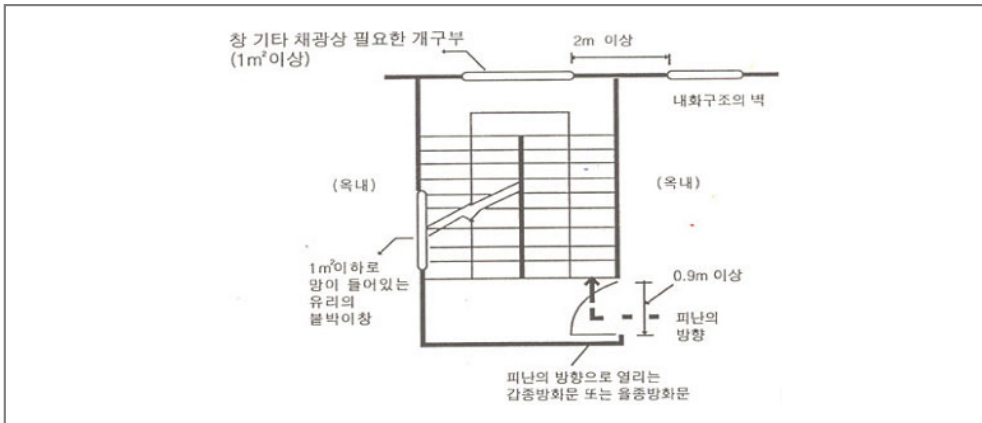 창 기타 채광상 필요한 개구부
(1m²이상)
2m 이상
내화구조의 벽
(옥내)
(옥내)
1m²이하로
망이 들어있는
유리의
붙박이창
0.9m 이상
피난의
방향
피난의 방향으로 열리는
갑종방화문 또는 을종방화문